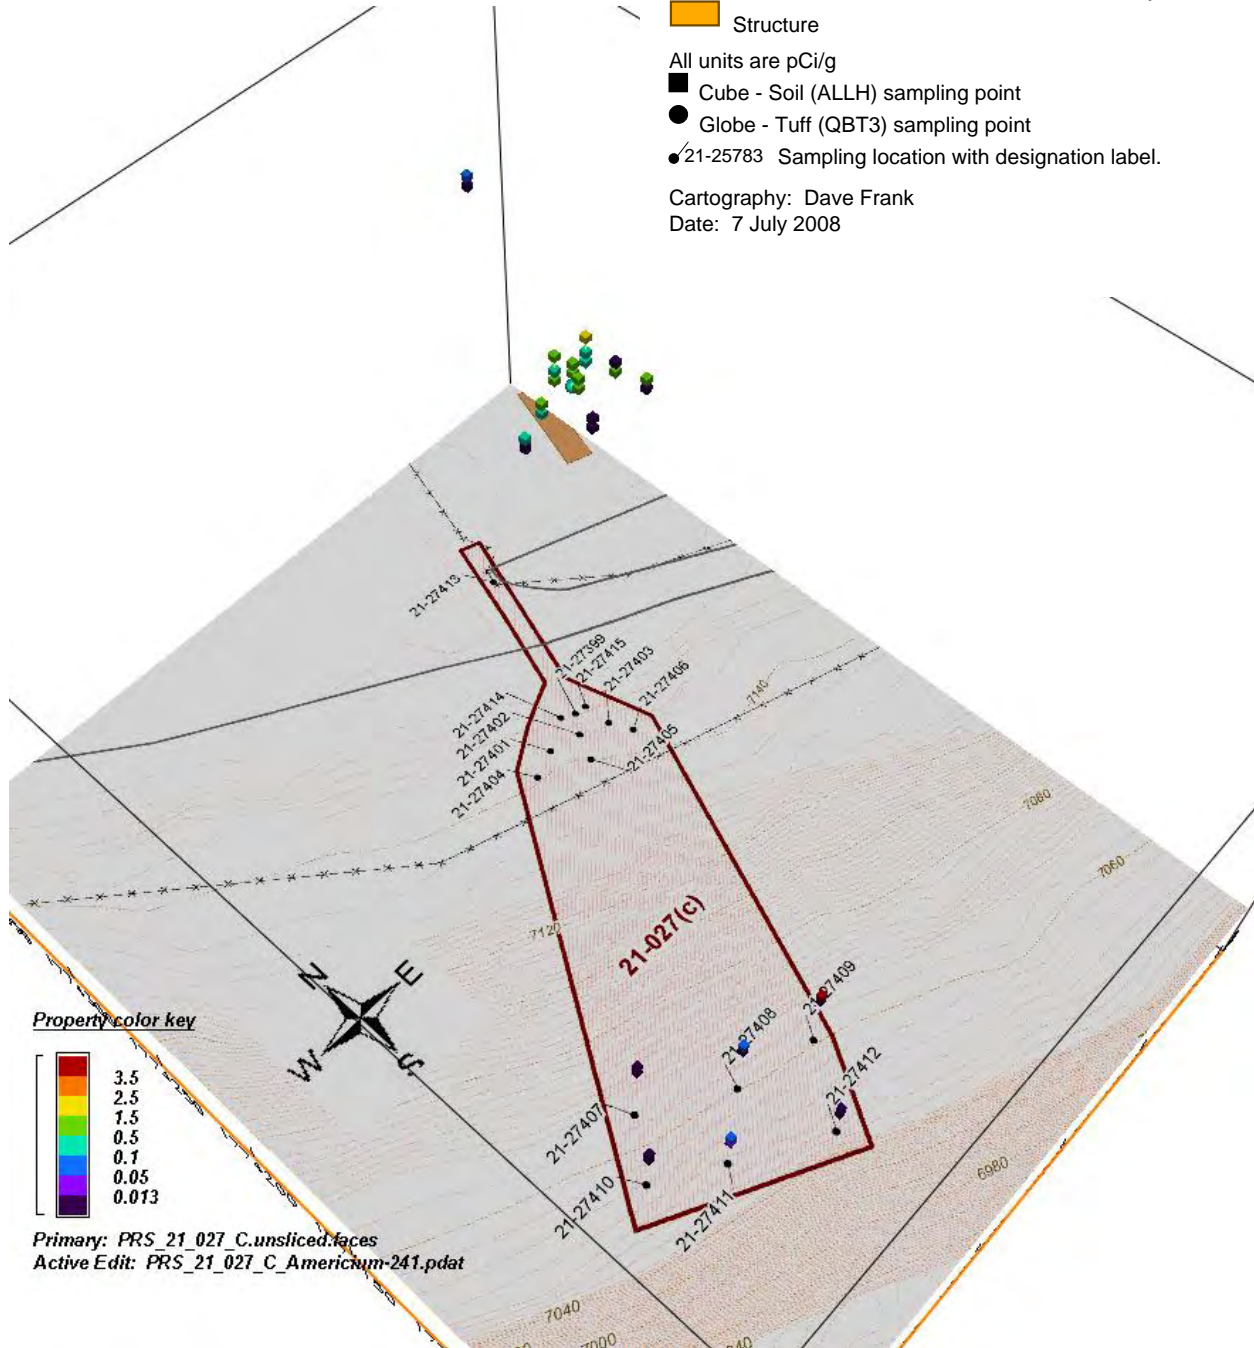 Structure
All units are pCi/g
Cube - Soil (ALLH) sampling point
Globe - Tuff (QBT3) sampling point
21-25783 Sampling location with designation label.
Cartography: Dave Frank
Date: 7 July 2008
21-27413
21-27399
21-27415
21-27403
21-27406
21-27414
21-27402
21-27401
21-27404
21-27405
7140
7080
7060
7120
21-027(c)
N
E
W
S
21-27409
21-27408
21-27412
21-27407
21-27410
21-27411
6980
7040
7000
Property color key
3.5
2.5
1.5
0.5
0.1
0.05
0.013
Primary: PRS_21_027_C.unsliced.faces
Active Edit: PRS_21_027_C_Americium-241.pdat